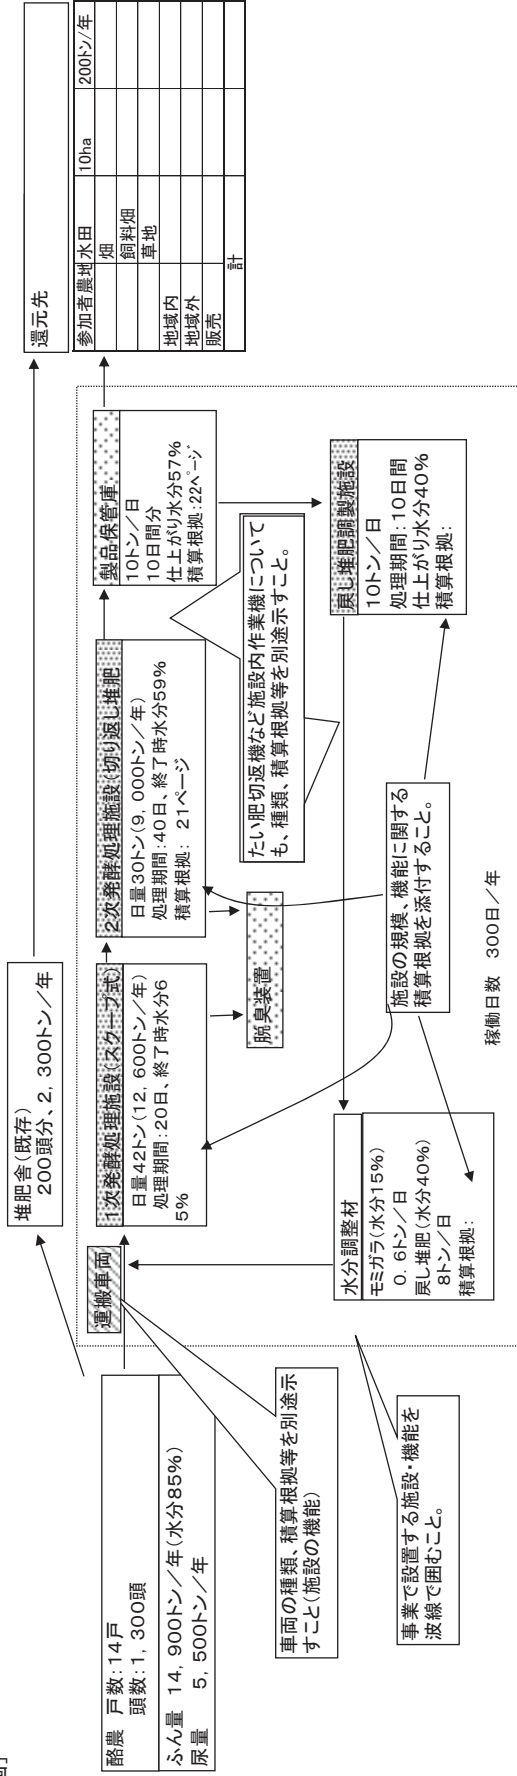 酪農　戸数:14戸
頭数:1，300頭
ふん量　14，900トン／年(水分85%)
尿量　5，500トン／年
堆肥舎(既存)
200頭分、2，300トン／年
運搬車両
1次発酵処理施設(スクープ式)
日量42トン(12，600トン／年)
処理期間:20日、終了時水分6
5%
2次発酵処理施設(切り返し堆肥
日量30トン(9，000トン／年)
処理期間:40日、終了時水分59%
積算根拠:　21ページ
製品保管庫
10トン／日
10日間分
仕上がり水分57%
積算根拠:22ページ
還元先
参加者農地 水田 10ha 200トン／年
畑
飼料畑
草地
地域内
地域外
販売
計
脱臭装置
たい肥切返機など施設内作業機について
も、種類、積算根拠等を別途示すこと。
戻し堆肥調製施設
10トン／日
処理期間:10日間
仕上がり水分40%
積算根拠:
水分調整材
モミガラ(水分15%)
0．6トン／日
戻し堆肥(水分40%)
8トン／日
積算根拠:
施設の規模、機能に関する
積算根拠を添付すること。
車両の種類、積算根拠等を別途示
すこと(施設の機能)
事業で設置する施設・機能を
波線で囲むこと。
稼働日数　300日／年